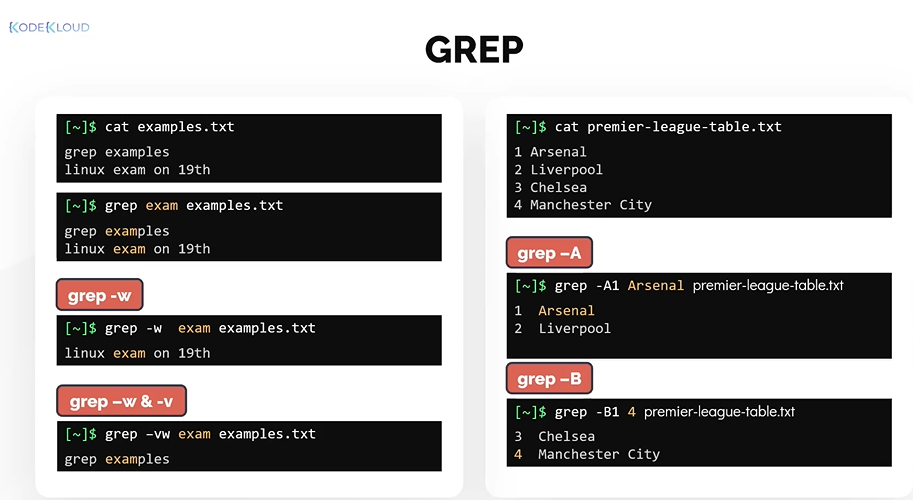 KODEKLOUD
GREP
[~]$ cat examples.txt
grep examples
linux exam on 19th
[~]$ grep exam examples.txt
grep examples
linux exam on 19th
grep -w
[~]$ grep -w  exam examples.txt
linux exam on 19th
grep –w & -v
[~]$ grep –vw exam examples.txt
grep examples
[~]$ cat premier-league-table.txt
1 Arsenal
2 Liverpool
3 Chelsea
4 Manchester City
grep –A
[~]$ grep -A1 Arsenal premier-league-table.txt
1  Arsenal
2  Liverpool
grep –B
[~]$ grep -B1 4 premier-league-table.txt
3  Chelsea
4  Manchester City